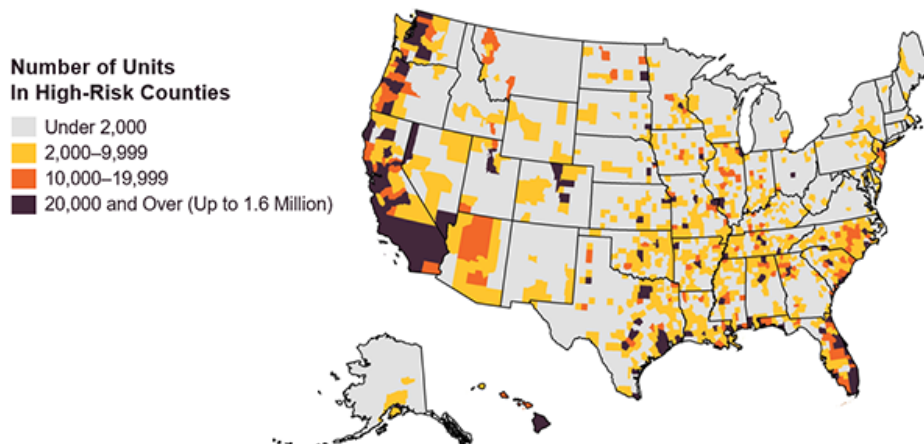 Number of Units
In High-Risk Counties
Under 2,000
2,000–9,999
10,000–19,999
20,000 and Over (Up to 1.6 Million)